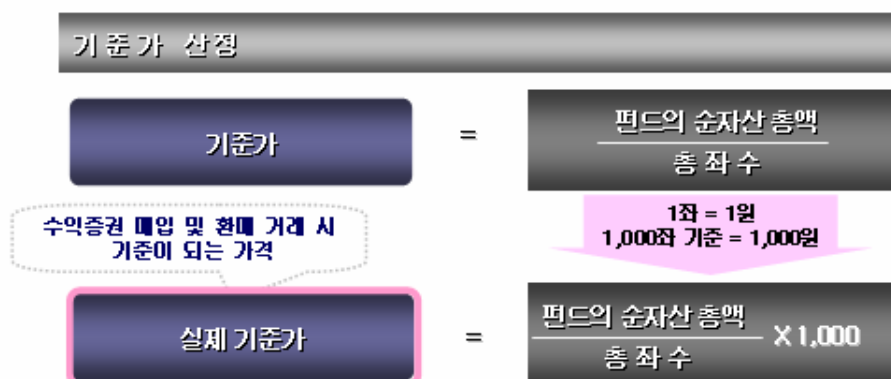 기준가 산정
기준가
=
펀드의 순자산 총액
총 좌 수
수익증권 매입 및 환매 거래 시
기준이 되는 가격
1좌 = 1원
1,000좌 기준 = 1,000원
실제 기준가
=
펀드의 순자산 총액
총 좌 수
X 1,000